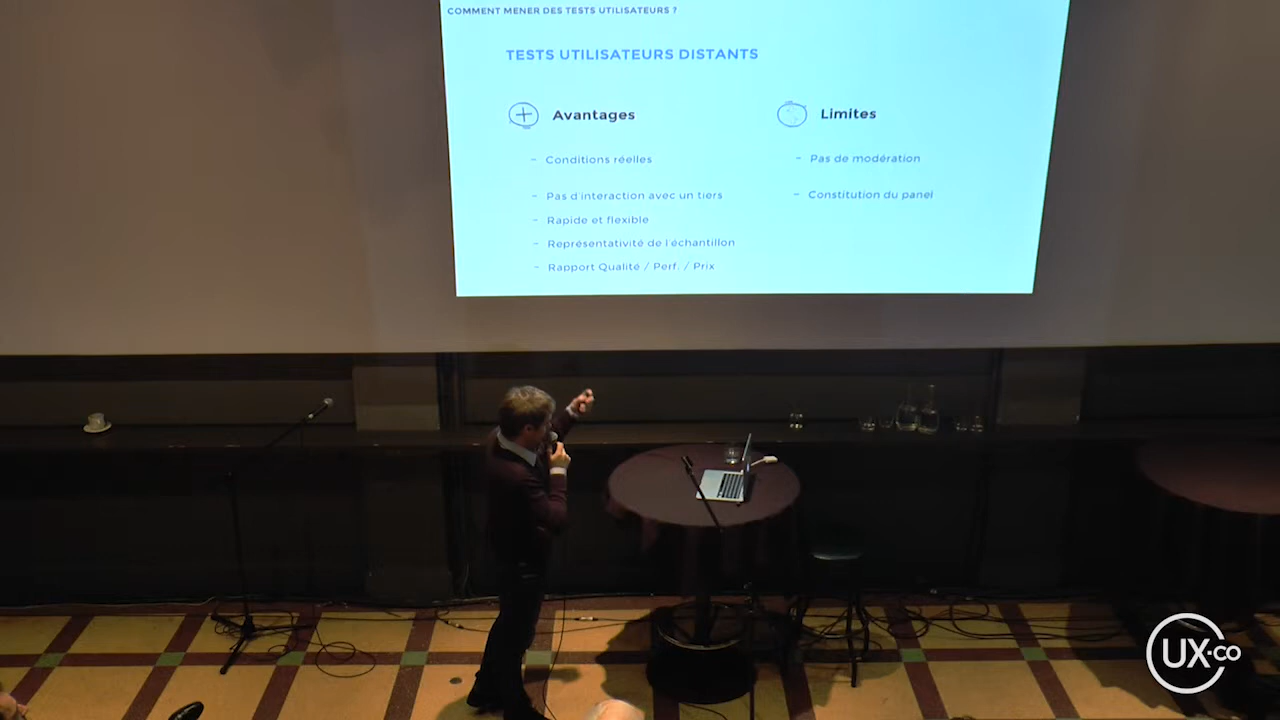 COMMENT MENER DES TESTS UTILISATEURS ?
TESTS UTILISATEURS DISTANTS
Avantages
- Conditions réelles
- Pas d'interaction avec un tiers
- Rapide et flexible
- Représentativité de l'échantillon
- Rapport Qualité / Perf. / Prix
Limites
- Pas de modération
- Constitution du panel
UX-CO